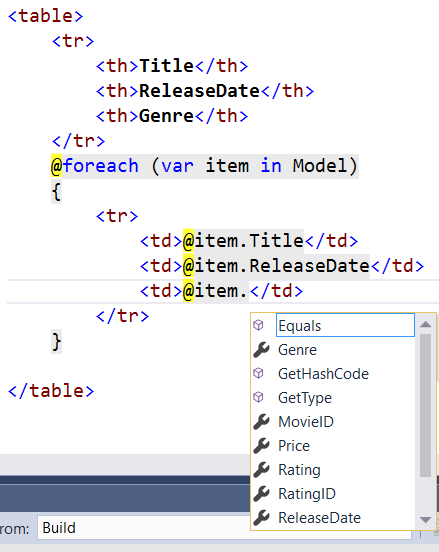 <table>
<tr>
<th>Title</th>
<th>ReleaseDate</th>
<th>Genre</th>
</tr>
@foreach (var item in Model)
{
<tr>
<td>@item.Title</td>
<td>@item.ReleaseDate</td>
<td>@item.</td>
</tr>
}
</table>
Equals
Genre
GetHashCode
GetType
MovieID
Price
Rating
RatingID
ReleaseDate
rom: Build